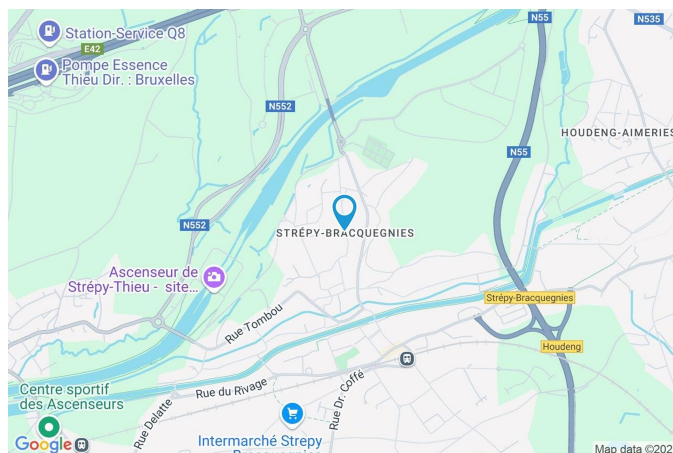 N55
N535
Station-Service Q8
E42
Pompe Essence
Thieu Dir. : Bruxelles
N552
HOUDENG-AIMERIES
N55
N552
STRÉPY-BRACQUEGNIES
Ascenseur de
Strépy-Thieu - site...
Strépy-Bracquegnies
Rue Tombou
Houdeng
Centre sportif
des Ascenseurs
Rue du Rivage
Rue Dr. Coffé
Rue Delatte
Intermarché Strepy
Bracquegnies
Google
Map data ©202